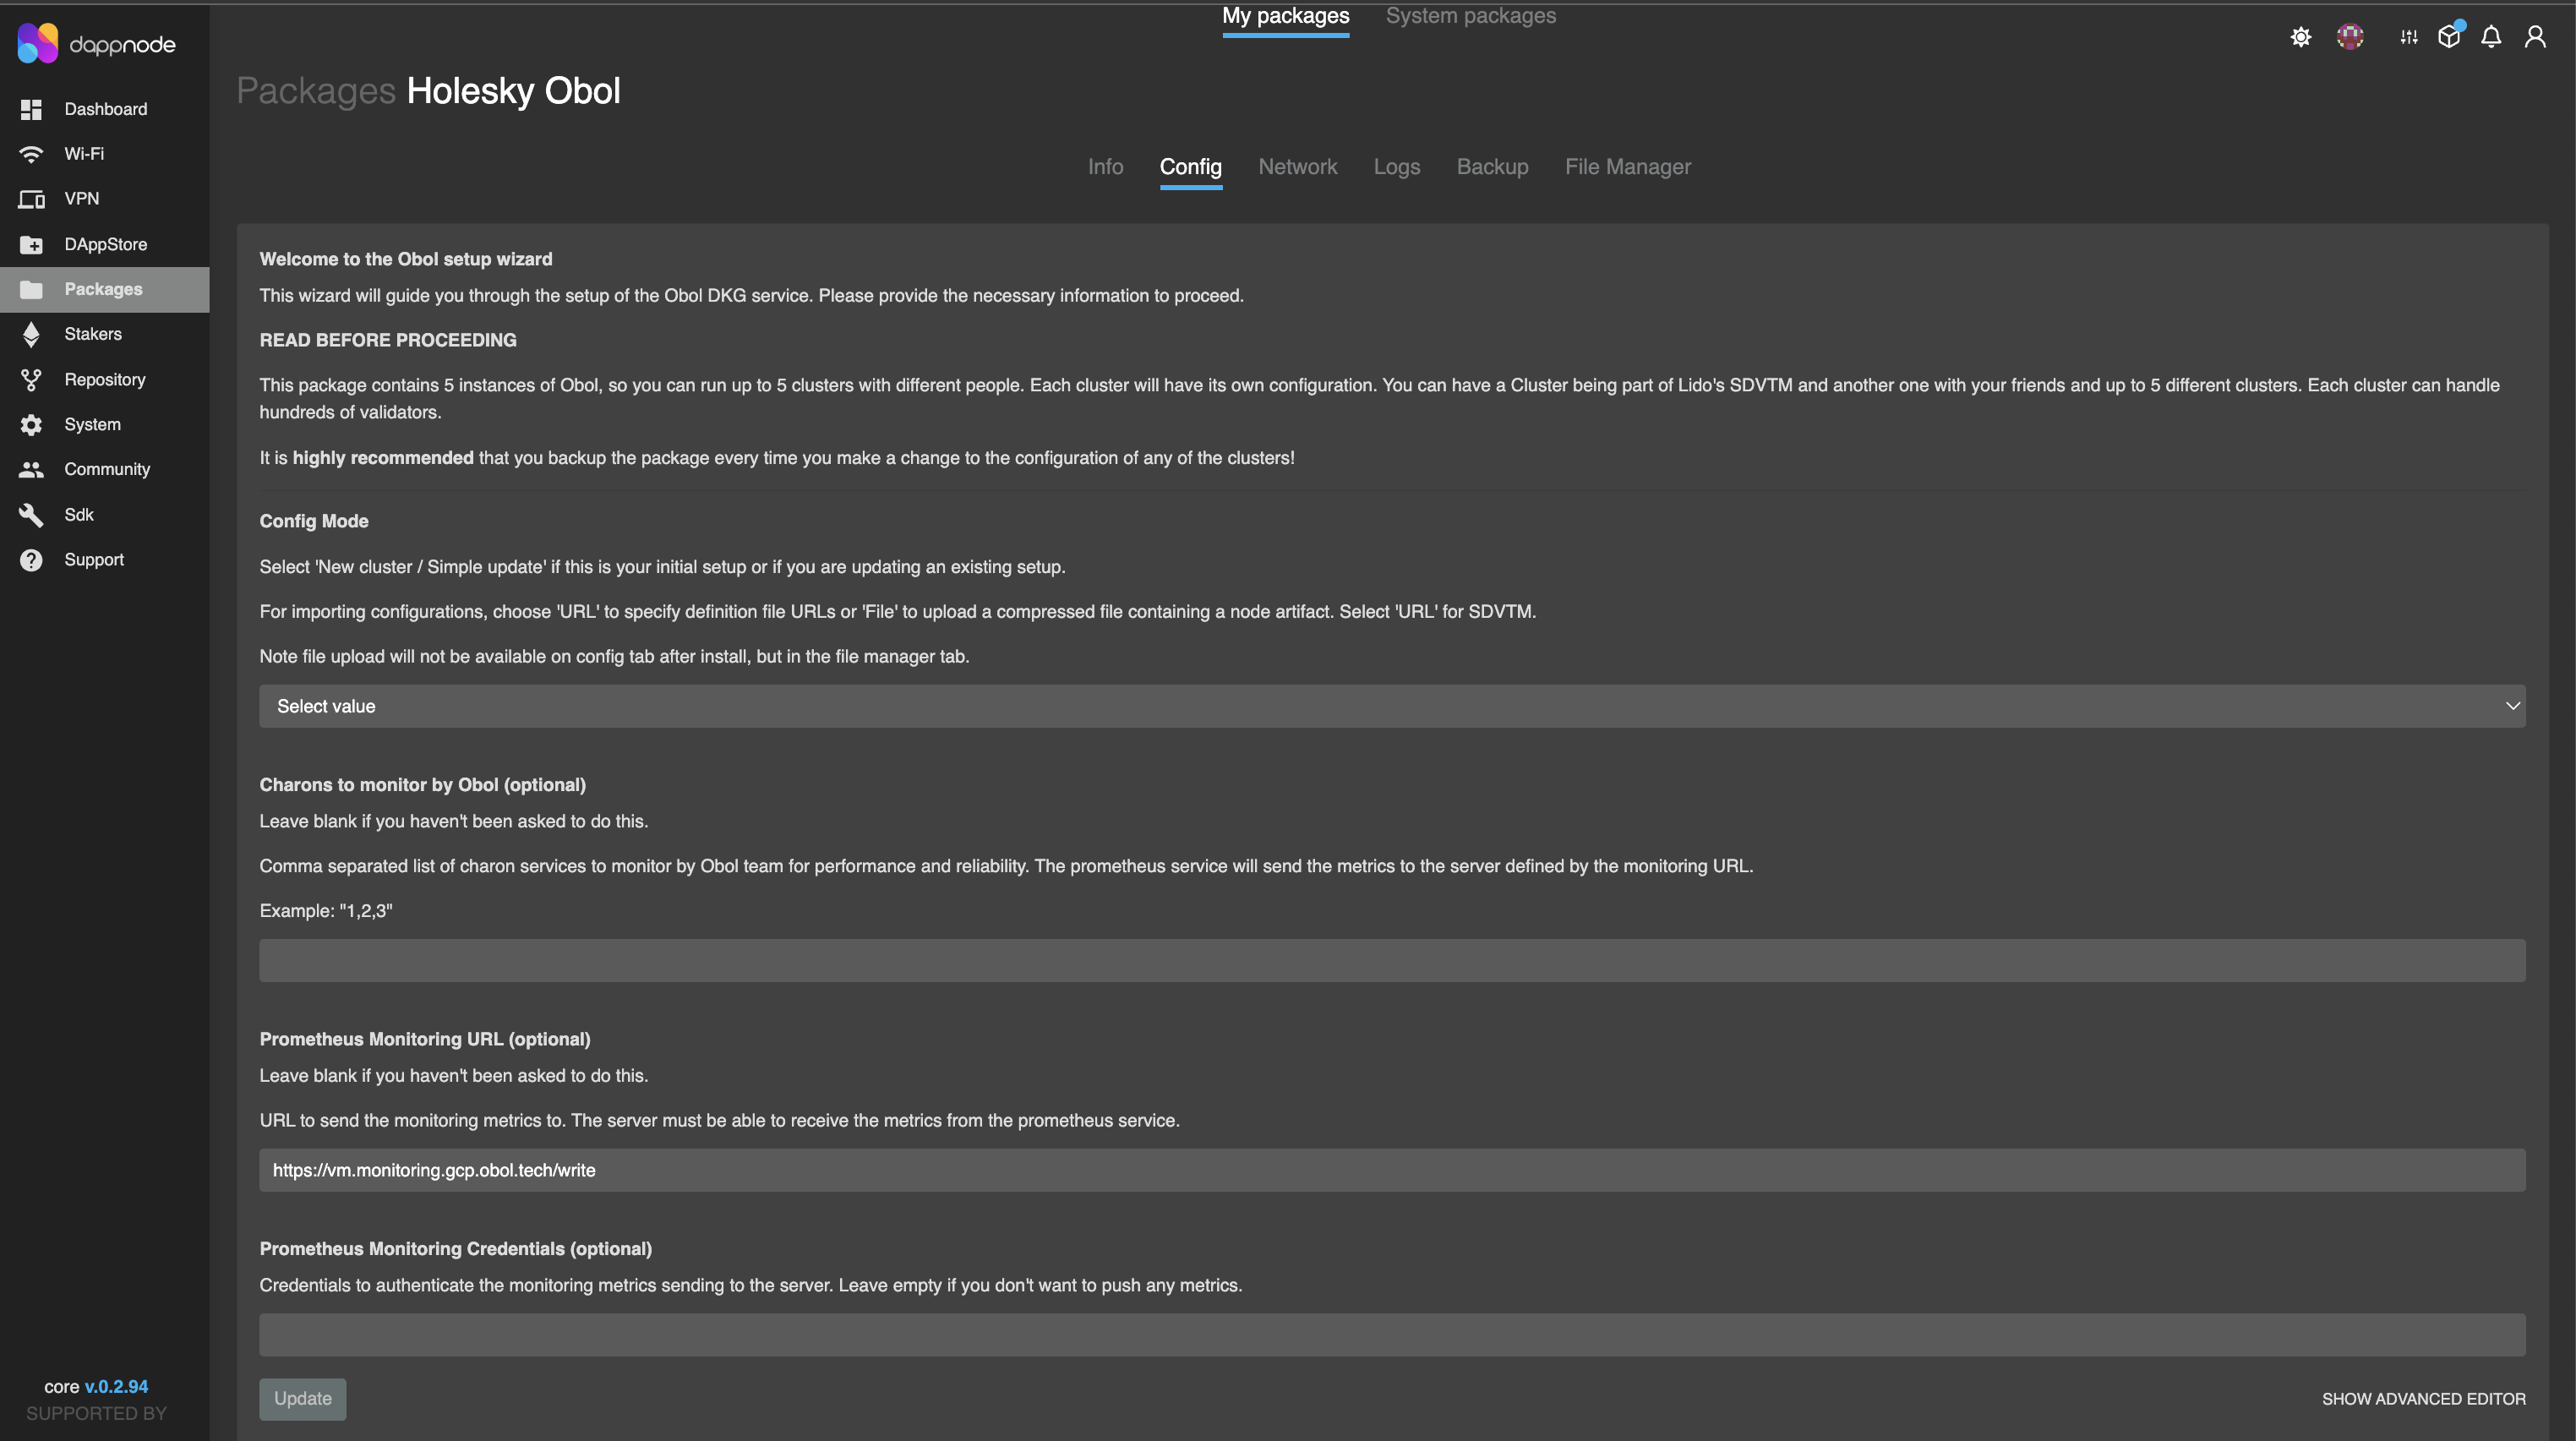 My packages System packages
dappnode
Packages Holesky Obol
Dashboard
Wi-Fi
VPN
DAppStore
Packages
Stakers
Repository
System
Community
Sdk
Support
core v.0.2.94
SUPPORTED BY
Info Config Network Logs Backup File Manager
Welcome to the Obol setup wizard
This wizard will guide you through the setup of the Obol DKG service. Please provide the necessary information to proceed.
READ BEFORE PROCEEDING
This package contains 5 instances of Obol, so you can run up to 5 clusters with different people. Each cluster will have its own configuration. You can have a Cluster being part of Lido's SDVTM and another one with your friends and up to 5 different clusters. Each cluster can handle
hundreds of validators.
It is highly recommended that you backup the package every time you make a change to the configuration of any of the clusters!
Config Mode
Select 'New cluster / Simple update' if this is your initial setup or if you are updating an existing setup.
For importing configurations, choose 'URL' to specify definition file URLs or 'File' to upload a compressed file containing a node artifact. Select 'URL' for SDVTM.
Note file upload will not be available on config tab after install, but in the file manager tab.
Select value
Charons to monitor by Obol (optional)
Leave blank if you haven't been asked to do this.
Comma separated list of charon services to monitor by Obol team for performance and reliability. The prometheus service will send the metrics to the server defined by the monitoring URL.
Example: "1,2,3"
Prometheus Monitoring URL (optional)
Leave blank if you haven't been asked to do this.
URL to send the monitoring metrics to. The server must be able to receive the metrics from the prometheus service.
https://vm.monitoring.gcp.obol.tech/write
Prometheus Monitoring Credentials (optional)
Credentials to authenticate the monitoring metrics sending to the server. Leave empty if you don't want to push any metrics.
Update
SHOW ADVANCED EDITOR